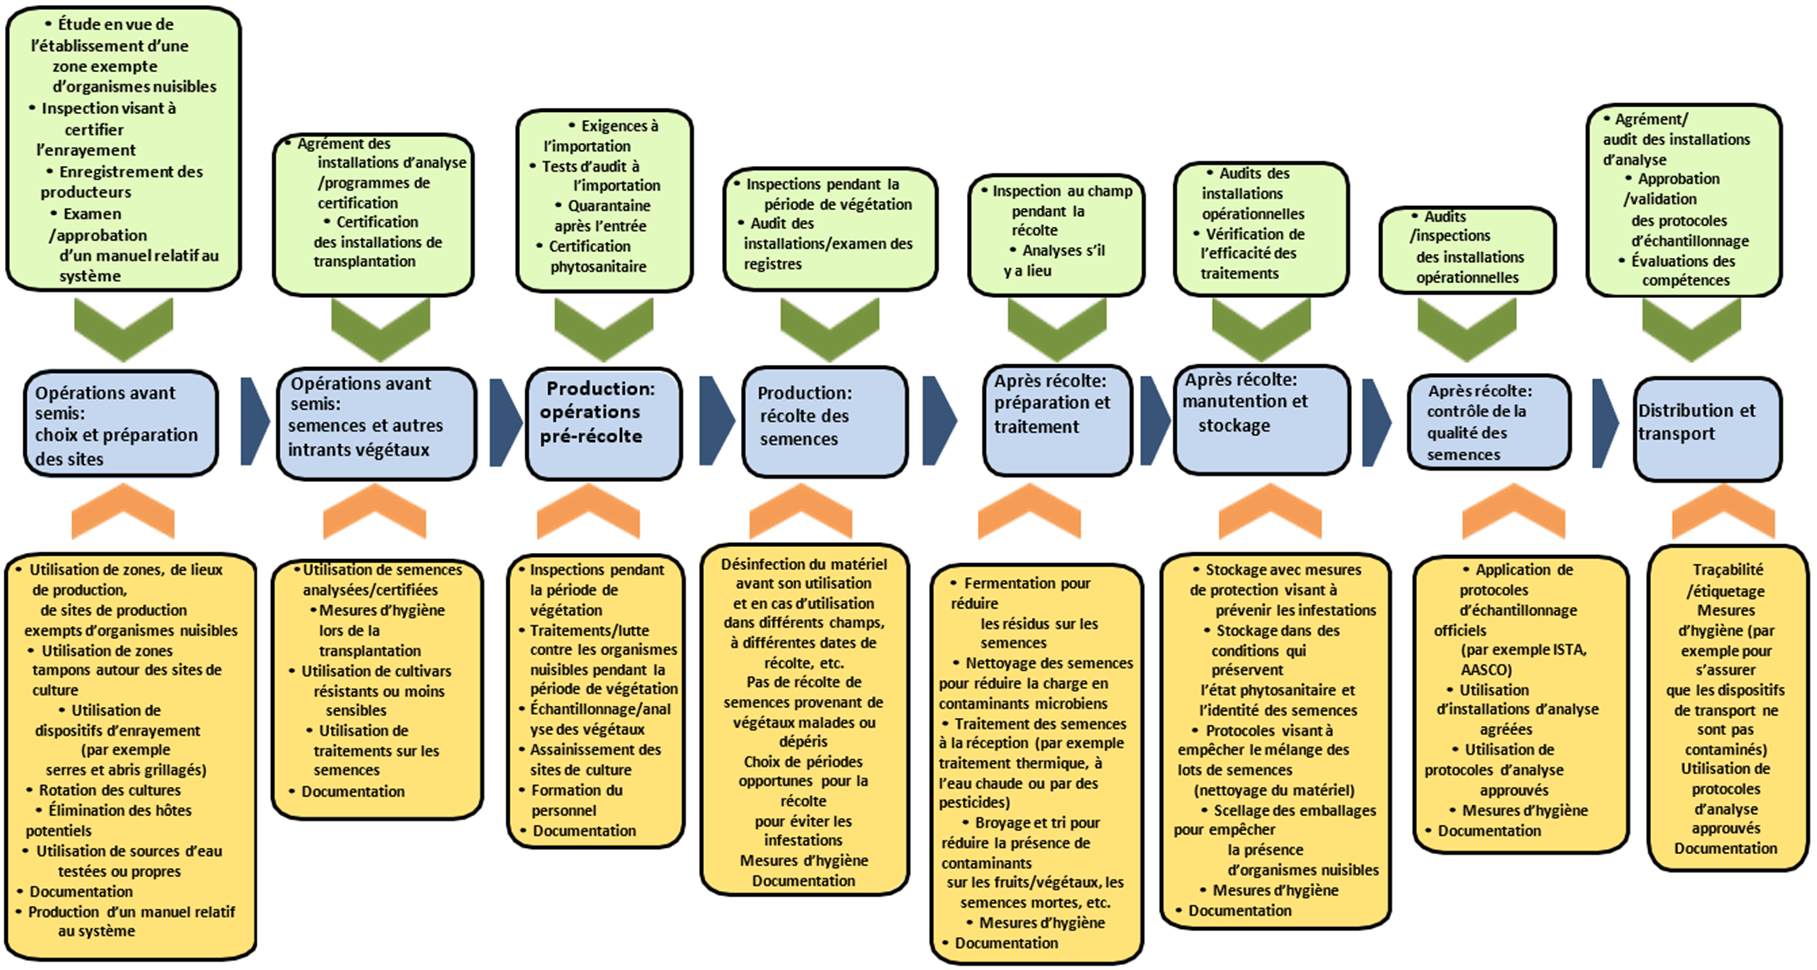 • Étude en vue de
l’établissement d’une
zone exempte
d’organismes nuisibles
• Inspection visant à
certifier
l’enrayement
• Enregistrement des
producteurs
• Examen
/approbation
d’un manuel relatif au
système
• Agrément des
installations d’analyse
/programmes de
certification
• Certification
des installations de
transplantation
• Exigences à
l’importation
• Tests d’audit à
l’importation
• Quarantaine
après l’entrée
• Certification
phytosanitaire
• Inspections pendant la
période de végétation
• Audit des
installations/examen des
registres
• Inspection au champ
pendant la
récolte
• Analyses s’il
y a lieu
• Audits des
installations
opérationnelles
• Vérification de
l’efficacité des
traitements
• Audits
/inspections
des installations
opérationnelles
• Agrément/
audit des installations
d’analyse
• Approbation
/validation
des protocoles
d’échantillonnage
• Évaluations des
compétences
Opérations avant
semis:
choix et préparation
des sites
Opérations avant
semis:
semences et autres
intrants végétaux
Production:
opérations
pré-récolte
Production:
récolte des
semences
Après récolte:
préparation et
traitement
Après récolte:
manutention et
stockage
Après récolte:
contrôle de la
qualité des
semences
Distribution et
transport
• Utilisation de zones, de lieux
de production,
de sites de production
exempts d’organismes nuisibles
• Utilisation de zones
tampons autour des sites de
culture
• Utilisation de
dispositifs d’enrayement
(par exemple
serres et abris grillagés)
• Rotation des cultures
• Élimination des hôtes
potentiels
• Utilisation de sources d’eau
testées ou propres
• Documentation
• Production d’un manuel relatif
au système
• Utilisation de semences
analysées/certifiées
• Mesures d’hygiène
lors de la
transplantation
• Utilisation de cultivars
résistants ou moins
sensibles
• Utilisation de
traitements sur les
semences
• Documentation
• Inspections pendant
la période de
végétation
• Traitements/lutte
contre les organismes
nuisibles pendant la
période de végétation
• Échantillonnage/anal
yse des végétaux
• Assainissement des
sites de culture
• Formation du
personnel
• Documentation
Désinfection du matériel
avant son utilisation
et en cas d’utilisation
dans différents champs,
à différentes dates de
récolte, etc.
Pas de récolte de
semences provenant de
végétaux malades ou
dépéris
Choix de périodes
opportunes pour la
récolte
pour éviter les
infestations
Mesures d’hygiène
Documentation
• Fermentation pour
réduire
les résidus sur les
semences
• Nettoyage des semences
pour réduire la charge en
contaminants microbiens
• Traitement des semences
à la réception (par exemple
traitement thermique, à
l’eau chaude ou par des
pesticides)
• Broyage et tri pour
réduire la présence de
contaminants
sur les fruits/végétaux, les
semences mortes, etc.
• Mesures d’hygiène
• Documentation
• Stockage avec mesures
de protection visant à
prévenir les infestations
• Stockage dans des
conditions qui
préservent
l’état phytosanitaire et
l’identité des semences
• Protocoles visant à
empêcher le mélange des
lots de semences
(nettoyage du matériel)
• Scellage des emballages
pour empêcher
la présence
d’organismes nuisibles
• Mesures d’hygiène
• Documentation
• Application de
protocoles
d’échantillonnage
officiels
(par exemple ISTA,
AASCO)
• Utilisation
d’installations d’analyse
agréées
• Utilisation de
protocoles d’analyse
approuvés
• Mesures d’hygiène
• Documentation
Traçabilité
/étiquetage
Mesures
d’hygiène (par
exemple pour
s’assurer
que les dispositifs
de transport ne
sont pas
contaminés)
Utilisation de
protocoles
d’analyse
approuvés
Documentation